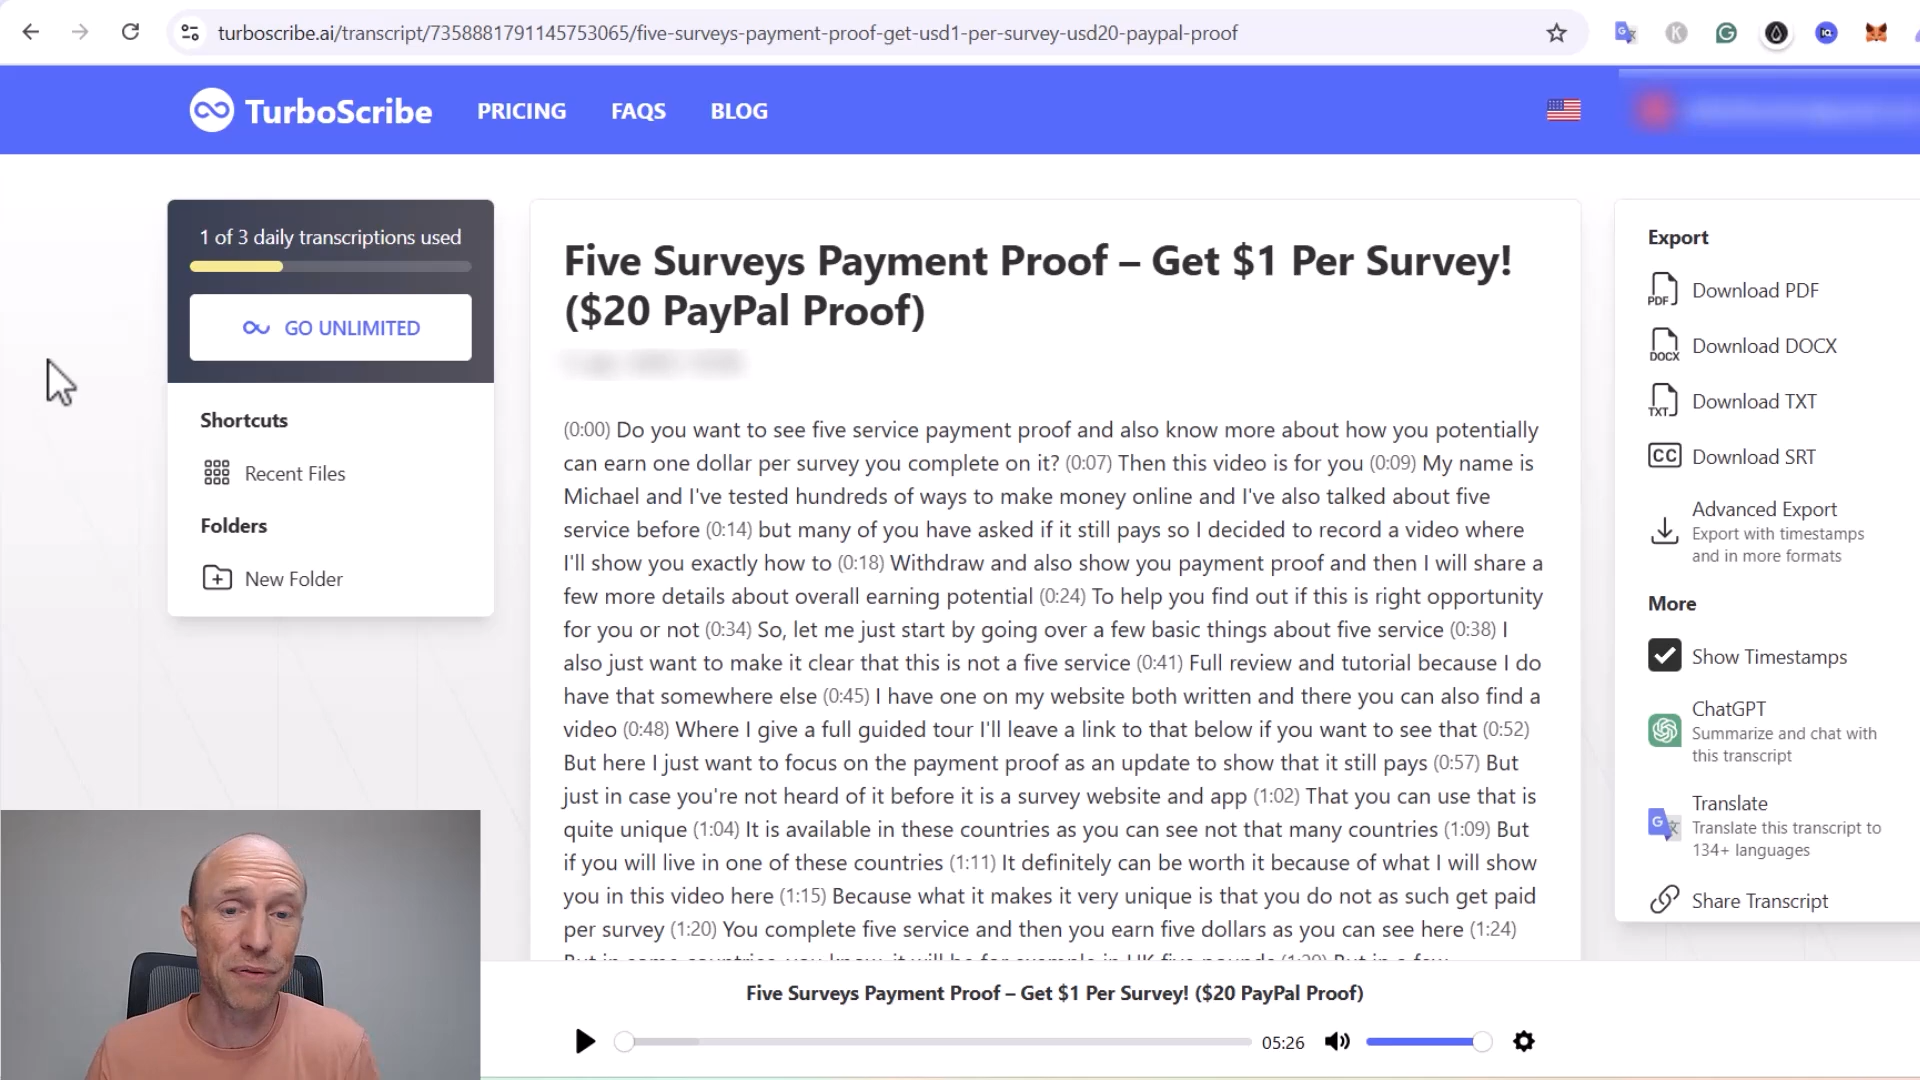 turboscribe.ai/transcript/7358881791145753065/five-surveys-payment-proof-get-usd1-per-survey-usd20-paypal-proof
TurboScribe
PRICING
FAQS
BLOG
1 of 3 daily transcriptions used
GO UNLIMITED
Shortcuts
Recent Files
Folders
New Folder
Five Surveys Payment Proof – Get $1 Per Survey!
($20 PayPal Proof)
(0:00) Do you want to see five service payment proof and also know more about how you potentially
can earn one dollar per survey you complete on it? (0:07) Then this video is for you (0:09) My name is
Michael and I've tested hundreds of ways to make money online and I've also talked about five
service before (0:14) but many of you have asked if it still pays so I decided to record a video where
I'll show you exactly how to (0:18) Withdraw and also show you payment proof and then I will share a
few more details about overall earning potential (0:24) To help you find out if this is right opportunity
for you or not (0:34) So, let me just start by going over a few basic things about five service (0:38) I
also just want to make it clear that this is not a five service (0:41) Full review and tutorial because I do
have that somewhere else (0:45) I have one on my website both written and there you can also find a
video (0:48) Where I give a full guided tour I'll leave a link to that below if you want to see that (0:52)
But here I just want to focus on the payment proof as an update to show that it still pays (0:57) But
just in case you're not heard of it before it is a survey website and app (1:02) That you can use that is
quite unique (1:04) It is available in these countries as you can see not that many countries (1:09) But
if you will live in one of these countries (1:11) It definitely can be worth it because of what I will show
you in this video here (1:15) Because what it makes it very unique is that you do not as such get paid
per survey (1:20) You complete five service and then you earn five dollars as you can see here (1:24)
Export
PDF
Download PDF
DOCX
Download DOCX
TXT
Download TXT
CC
Download SRT
Advanced Export
Export with timestamps
and in more formats
More
Show Timestamps
ChatGPT
Summarize and chat with
this transcript
Translate
Translate this transcript to
134+ languages
Share Transcript
Five Surveys Payment Proof – Get $1 Per Survey! ($20 PayPal Proof)
05:26